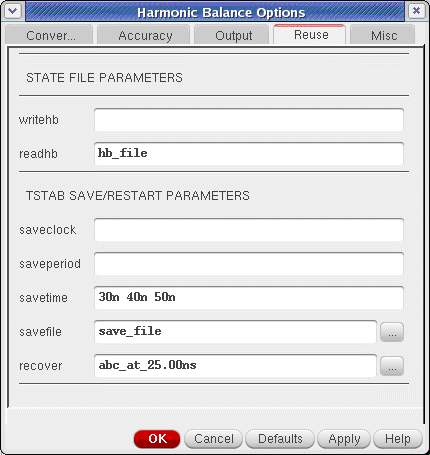 Harmonic Balance Options
Conver... Accuracy Output Reuse Misc
STATE FILE PARAMETERS
writehb
readhb hb_file
TSTAB SAVE/RESTART PARAMETERS
saveclock
saveperiod
savetime 30n 40n 50n
savefile save_file ...
recover abc_at_25.00ns ...
OK Cancel Defaults Apply Help